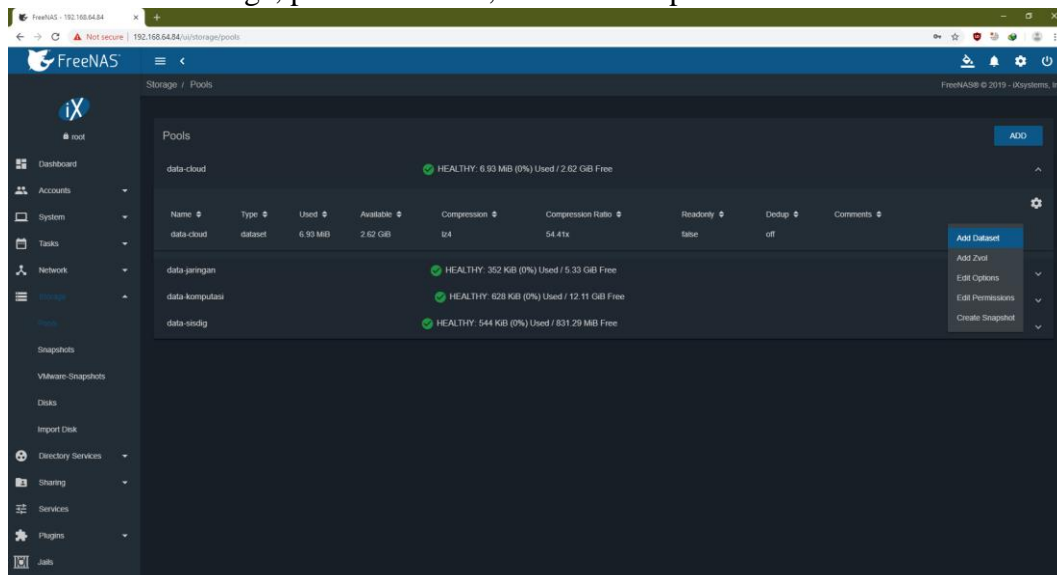 FreeNAS - 192.168.64.84
Not secure | 192.168.64.84/ui/storage/pools
FreeNAS
Storage / Pools
FreeNAS® © 2019 - iXsystems, In
iX
root
Dashboard
Accounts
System
Tasks
Network
Storage
Pools
Snapshots
VMware-Snapshots
Disks
Import Disk
Directory Services
Sharing
Services
Plugins
Jails
Pools
ADD
data-cloud HEALTHY: 6.93 MiB (0%) Used / 2.62 GiB Free
Name Type Used Available Compression Compression Ratio Readonly Dedup Comments
data-cloud dataset 6.93 MiB 2.62 GiB lz4 54.41x false off
Add Dataset
Add Zvol
Edit Options
Edit Permissions
Create Snapshot
data-jaringan HEALTHY: 352 KiB (0%) Used / 5.33 GiB Free
data-komputasi HEALTHY: 628 KiB (0%) Used / 12.11 GiB Free
data-sisdig HEALTHY: 544 KiB (0%) Used / 831.29 MiB Free